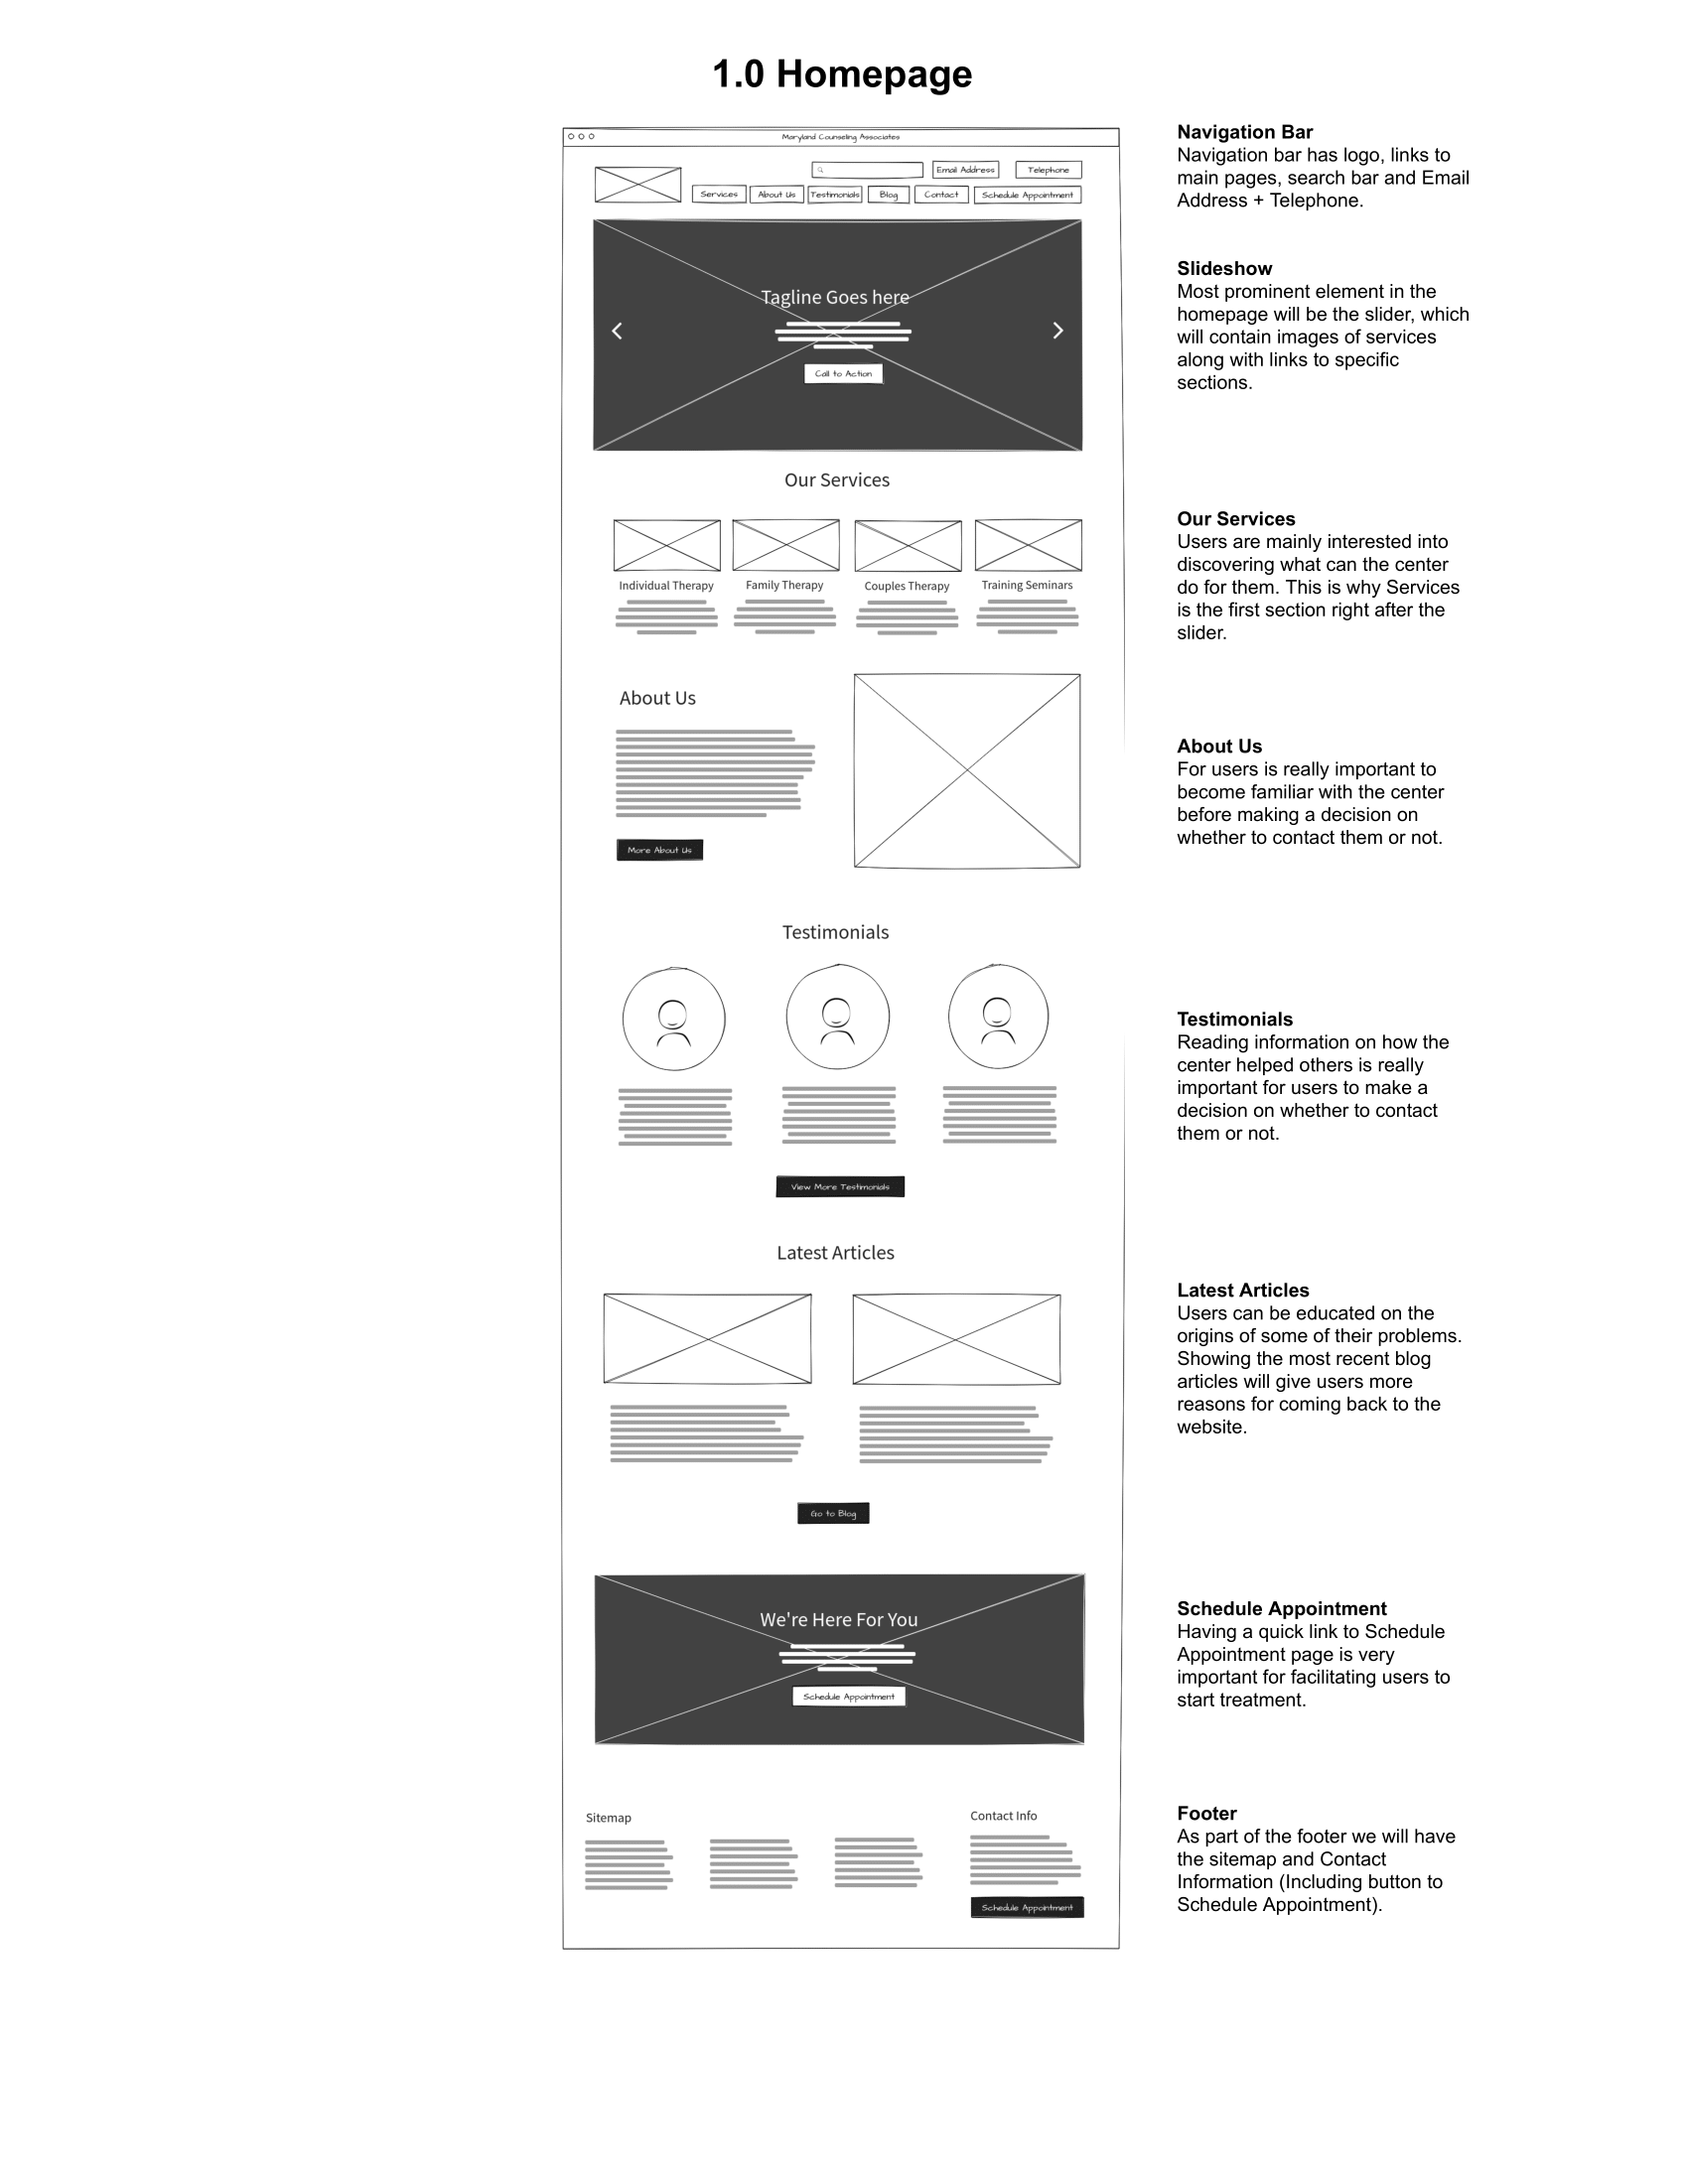 1.0 Homepage
Maryland Counseling Associates
Email Address
Telephone
Services
About Us
Testimonials
Blog
Contact
Schedule Appointment
Navigation Bar
Navigation bar has logo, links to
main pages, search bar and Email
Address + Telephone.
Tagline Goes here
Call to Action
Slideshow
Most prominent element in the
homepage will be the slider, which
will contain images of services
along with links to specific
sections.
Our Services
Individual Therapy
Family Therapy
Couples Therapy
Training Seminars
Our Services
Users are mainly interested into
discovering what can the center
do for them. This is why Services
is the first section right after the
slider.
About Us
More About Us
About Us
For users is really important to
become familiar with the center
before making a decision on
whether to contact them or not.
Testimonials
View More Testimonials
Testimonials
Reading information on how the
center helped others is really
important for users to make a
decision on whether to contact
them or not.
Latest Articles
Go to Blog
Latest Articles
Users can be educated on the
origins of some of their problems.
Showing the most recent blog
articles will give users more
reasons for coming back to the
website.
We're Here For You
Schedule Appointment
Schedule Appointment
Having a quick link to Schedule
Appointment page is very
important for facilitating users to
start treatment.
Sitemap
Contact Info
Schedule Appointment
Footer
As part of the footer we will have
the sitemap and Contact
Information (Including button to
Schedule Appointment).